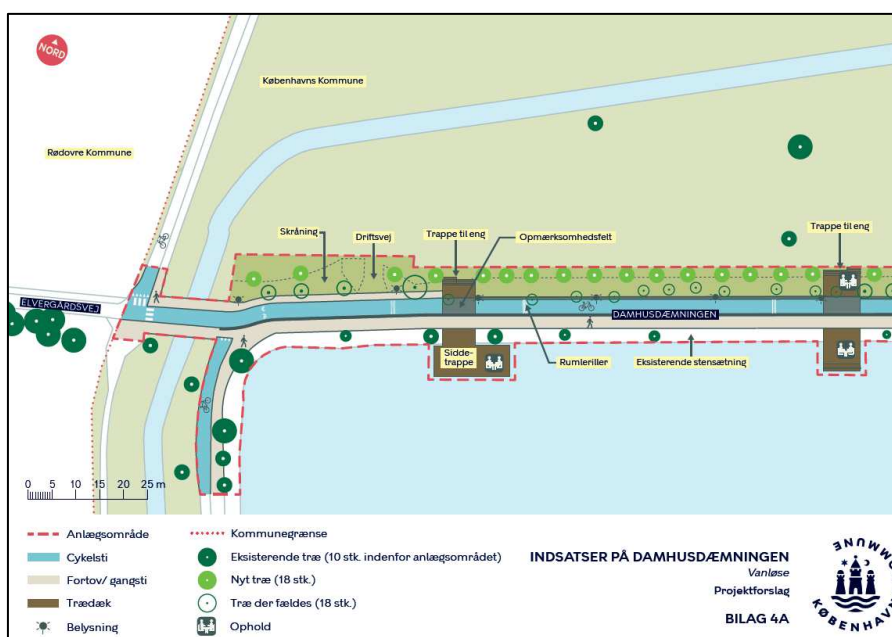 NORD
Københavns Kommune
Rødovre Kommune
Skråning
Driftsvej
Trappe til eng
Opmærksomhedsfelt
Trappe til eng
ELVERGÅRDSVEJ
DAMHUSDÆMNINGEN
Sidde-
trappe
Rumleriller
Eksisterende stensætning
0 5 10 15 20 25 m
Anlægsområde
Cykelsti
Fortov/ gangsti
Trædæk
Belysning
Kommunegrænse
Eksisterende træ (10 stk. indenfor anlægsområdet)
Nyt træ (18 stk.)
Træ der fældes (18 stk.)
Ophold
INDSATSER PÅ DAMHUSDÆMNINGEN
Vanløse
Projektforslag
BILAG 4A